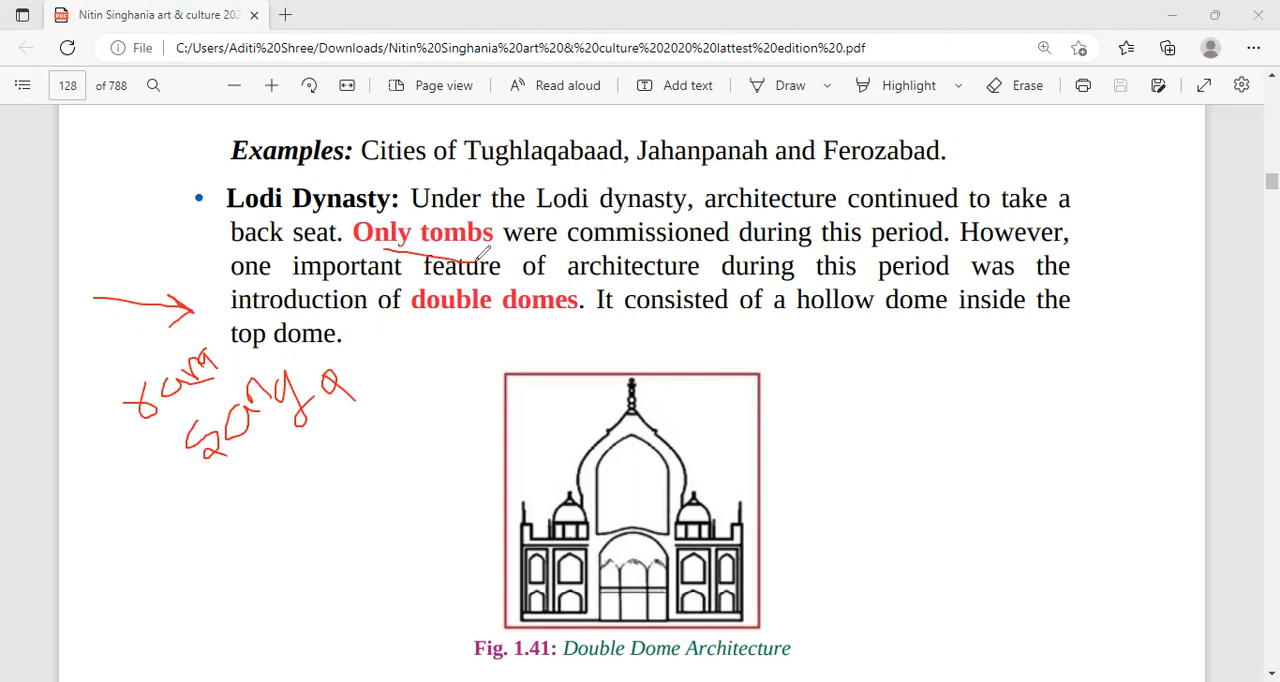 Nitin Singhania art & culture 202
File
C:/Users/Aditi%20Shree/Downloads/Nitin%20Singhania%20art%20&%20culture%202020%20lattest%20edition%20.pdf
128 of 788
Page view
Read aloud
Add text
Draw
Highlight
Erase
Examples: Cities of Tughlaqabaad, Jahanpanah and Ferozabad.
• Lodi Dynasty: Under the Lodi dynasty, architecture continued to take a
back seat. Only tombs were commissioned during this period. However,
one important feature of architecture during this period was the
introduction of double domes. It consisted of a hollow dome inside the
top dome.
Sanga
Fig. 1.41: Double Dome Architecture